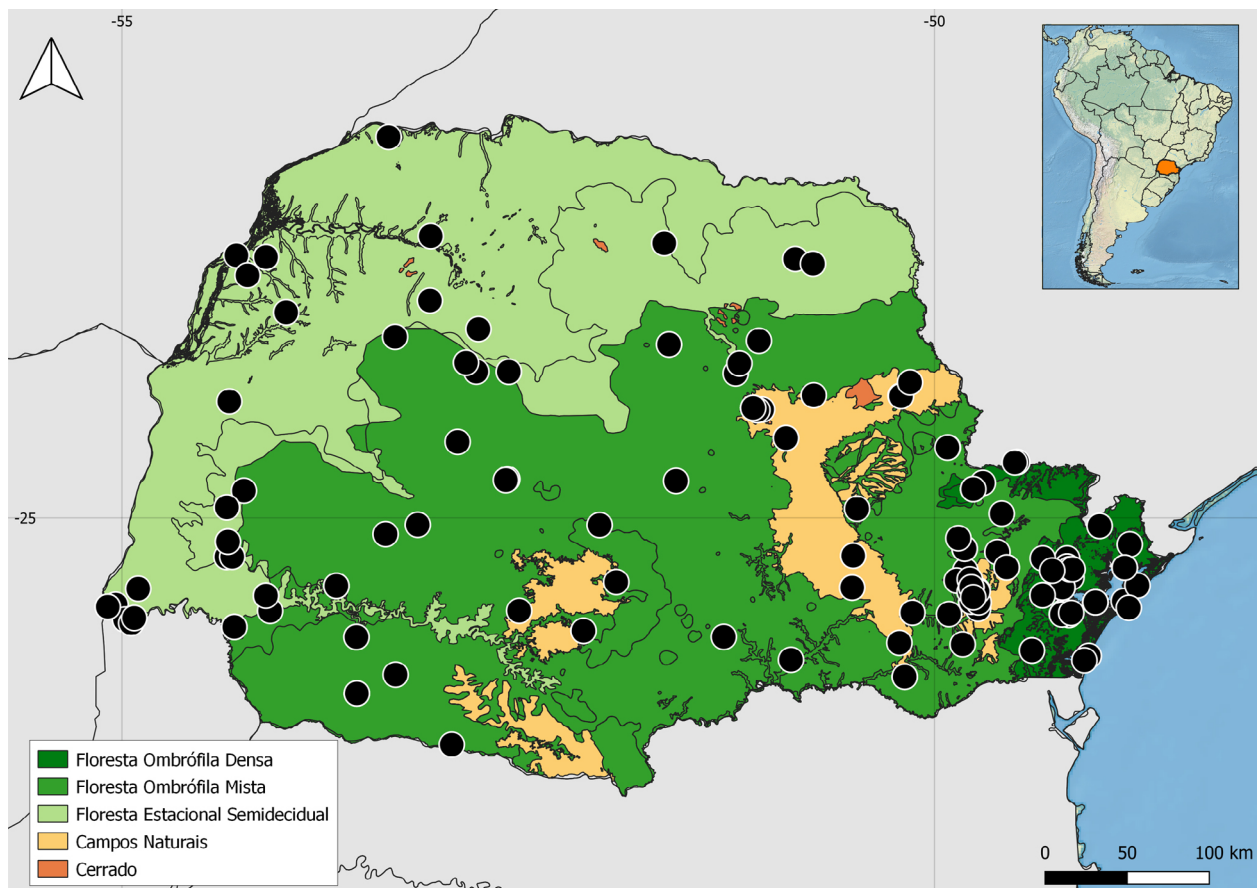 -55
-50
-25
Floresta Ombrófila Densa
Floresta Ombrófila Mista
Floresta Estacional Semidecidual
Campos Naturais
Cerrado
0 50 100 km